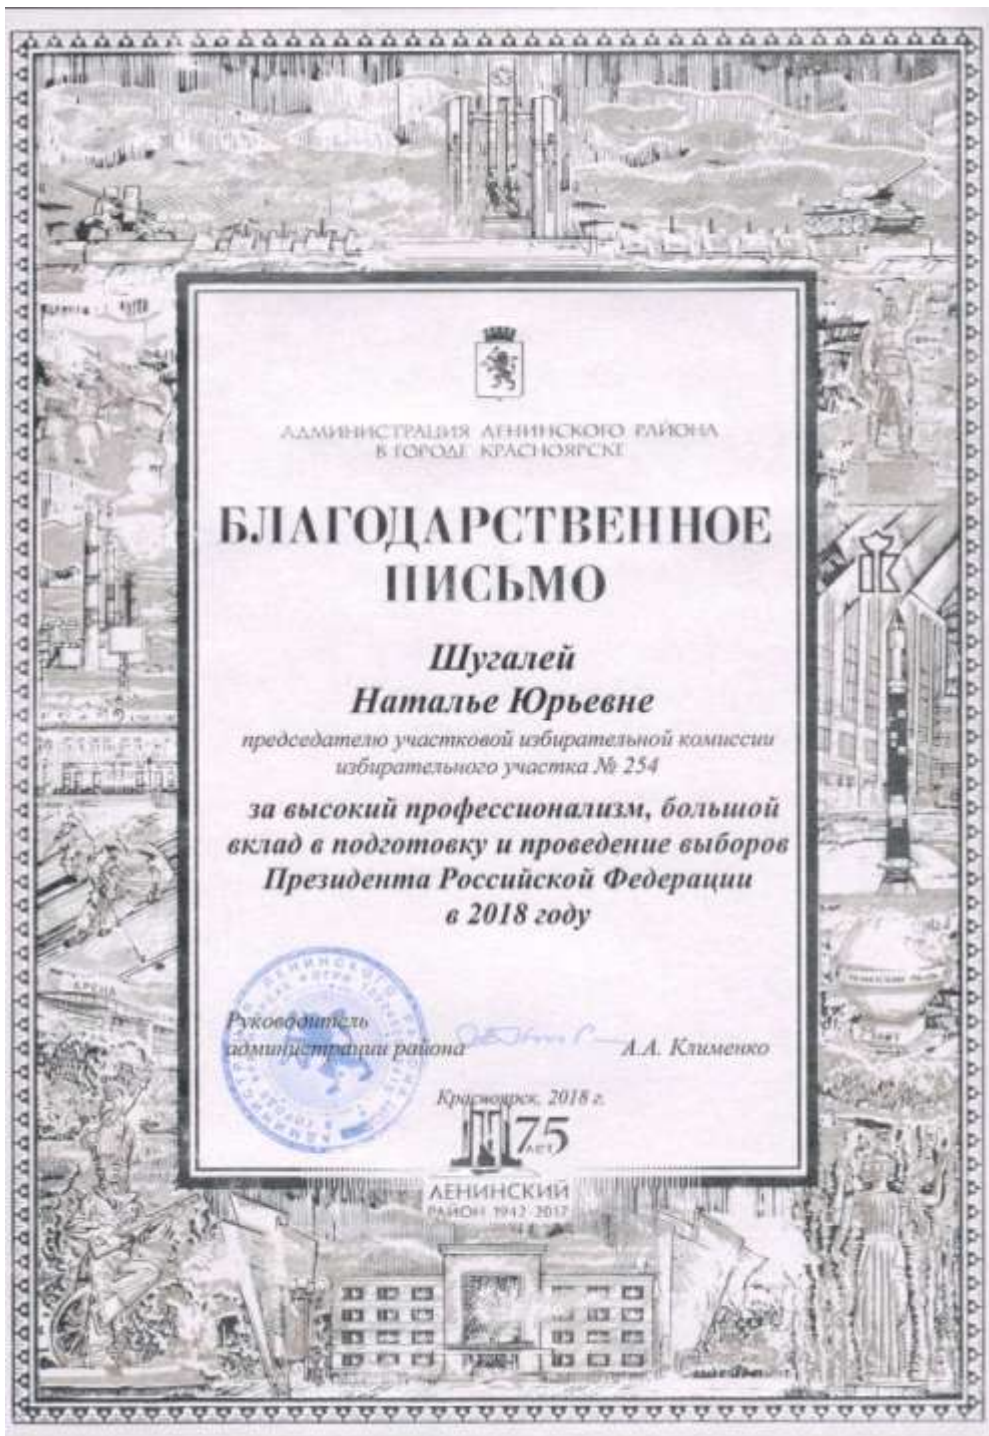 АДМИНИСТРАЦИЯ ЛЕНИНСКОГО РАЙОНА
В ГОРОДЕ КРАСНОЯРСКЕ
БЛАГОДАРСТВЕННОЕ
ПИСЬМО
Шугалей
Наталье Юрьевне
председателю участковой избирательной комиссии
избирательного участка № 254
за высокий профессионализм, большой
вклад в подготовку и проведение выборов
Президента Российской Федерации
в 2018 году
Руководитель
администрации района А.А. Клименко
Красноярск, 2018 г.
75
ЛЕТ
ЛЕНИНСКИЙ
РАЙОН 1942-2017
АРЕНА